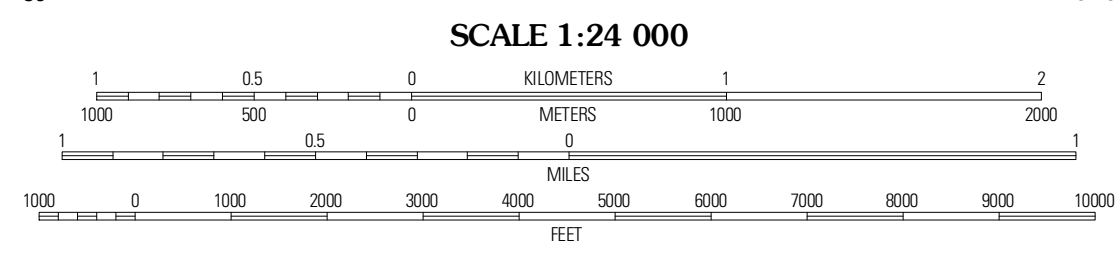 SCALE 1:24 000
1 0.5 0 KILOMETERS 1 2
1000 500 0 METERS 1000 2000
1 0.5 0 1
MILES
1000 0 1000 2000 3000 4000 5000 6000 7000 8000 9000 10000
FEET